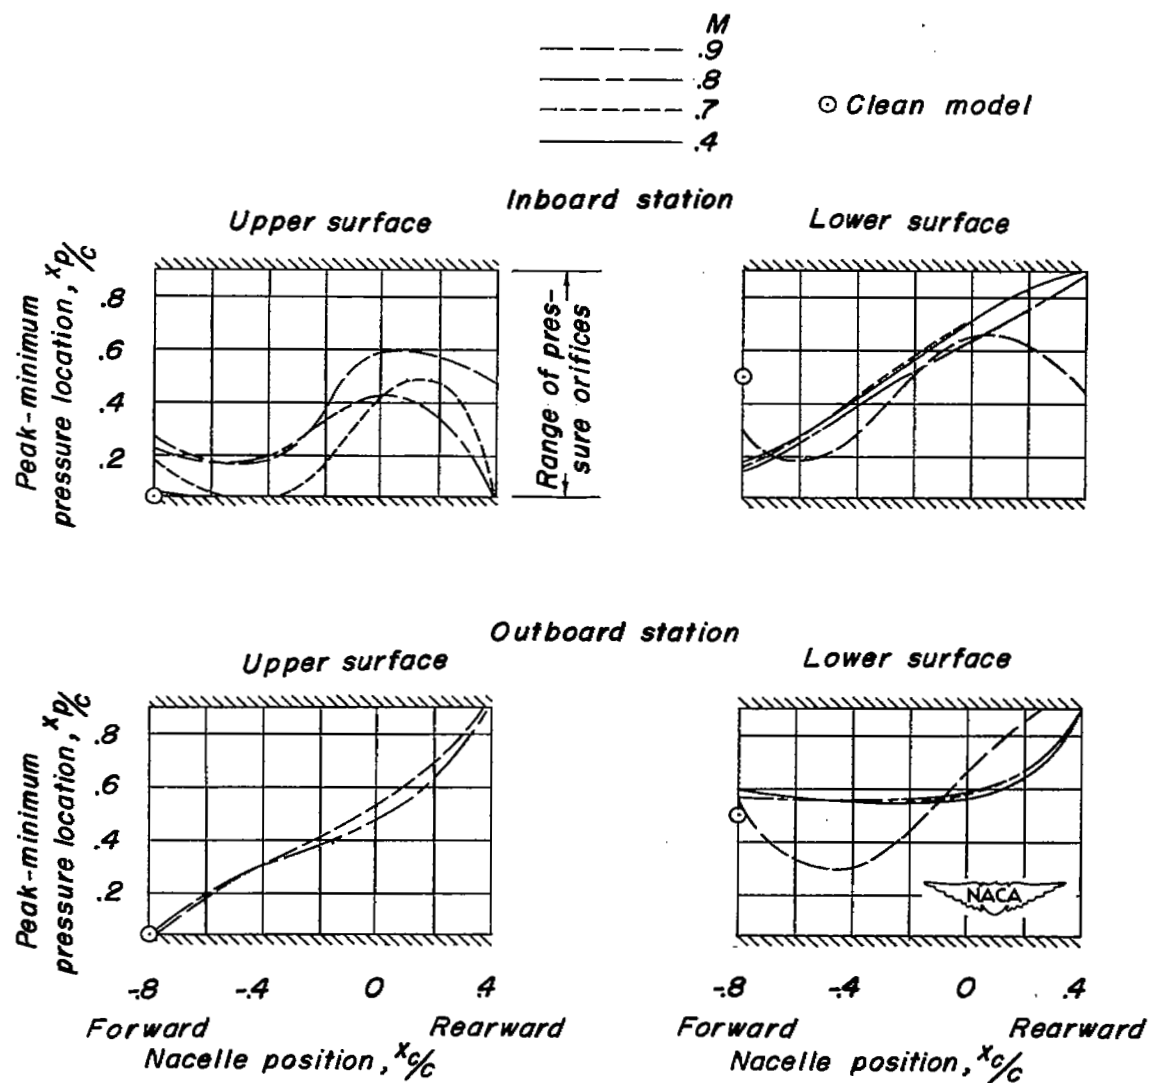 M
.9
.8
.7
.4
Clean model
Inboard station
Upper surface
Lower surface
Peak-minimum
pressure location, xp/c
.8
.6
.4
.2
Range of pres-
sure orifices
Outboard station
Upper surface
Lower surface
Peak-minimum
pressure location, xp/c
.8
.6
.4
.2
NACA
-.8 -.4 0 .4
-.8 -.4 0 .4
Forward Rearward
Forward Rearward
Nacelle position, xc/c
Nacelle position, xc/c